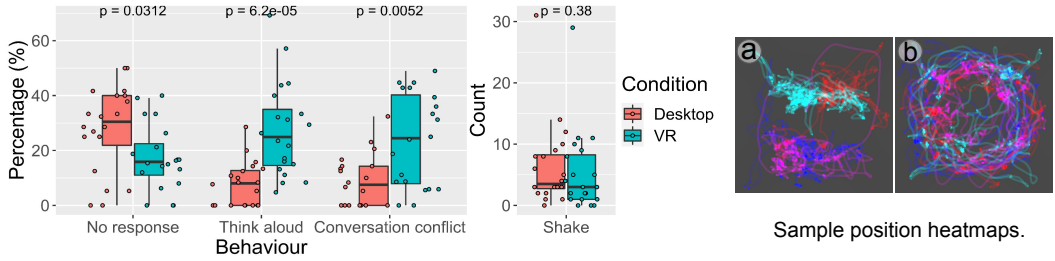 p = 0.0312
p = 6.2e-05
p = 0.0052
Percentage (%)
60
40
20
0
No response
Think aloud
Conversation conflict
Behaviour
p = 0.38
Count
30
20
10
0
Shake
Condition
Desktop
VR
a
b
Sample position heatmaps.